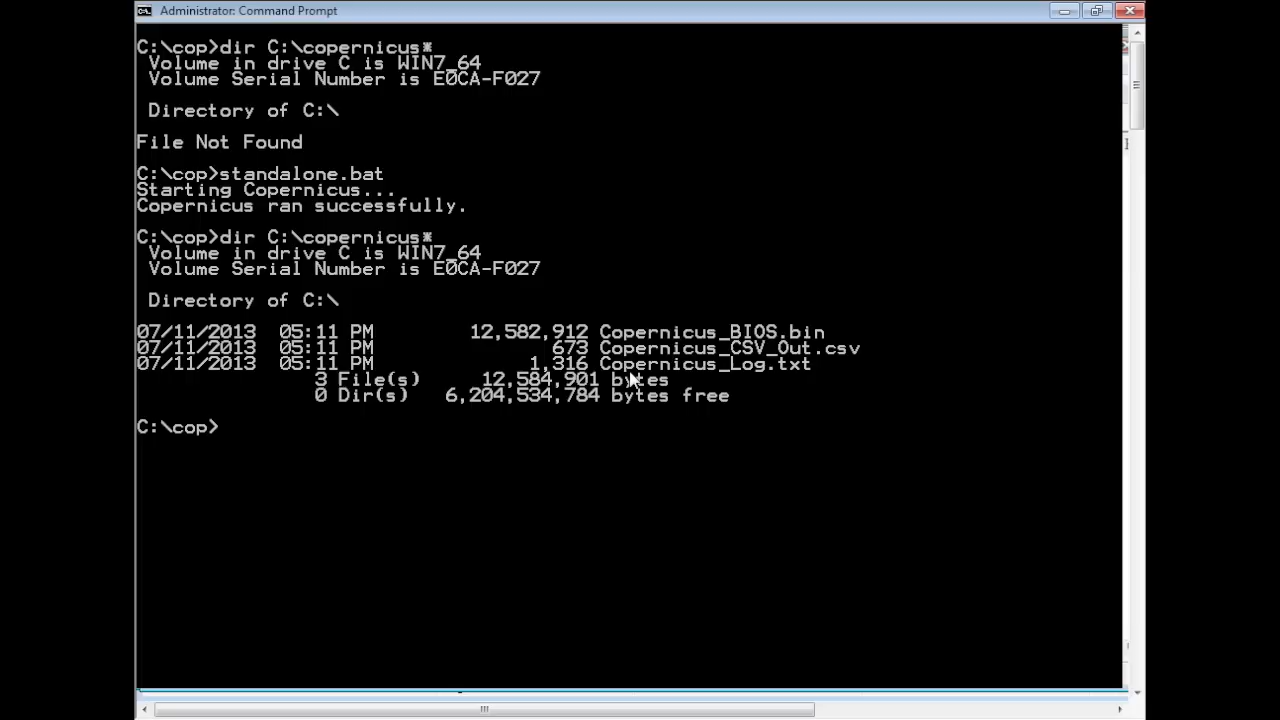 Administrator: Command Prompt
C:\cop>dir C:\copernicus*
Volume in drive C is WIN7_64
Volume Serial Number is E0CA-F027
Directory of C:\
File Not Found
C:\cop>standalone.bat
Starting Copernicus...
Copernicus ran successfully.
C:\cop>dir C:\copernicus*
Volume in drive C is WIN7_64
Volume Serial Number is E0CA-F027
Directory of C:\
07/11/2013 05:11 PM 12,582,912 Copernicus_BIOS.bin
07/11/2013 05:11 PM 673 Copernicus_CSV_Out.csv
07/11/2013 05:11 PM 1,316 Copernicus_Log.txt
3 File(s) 12,584,901 bytes
0 Dir(s) 6,204,534,784 bytes free
C:\cop>